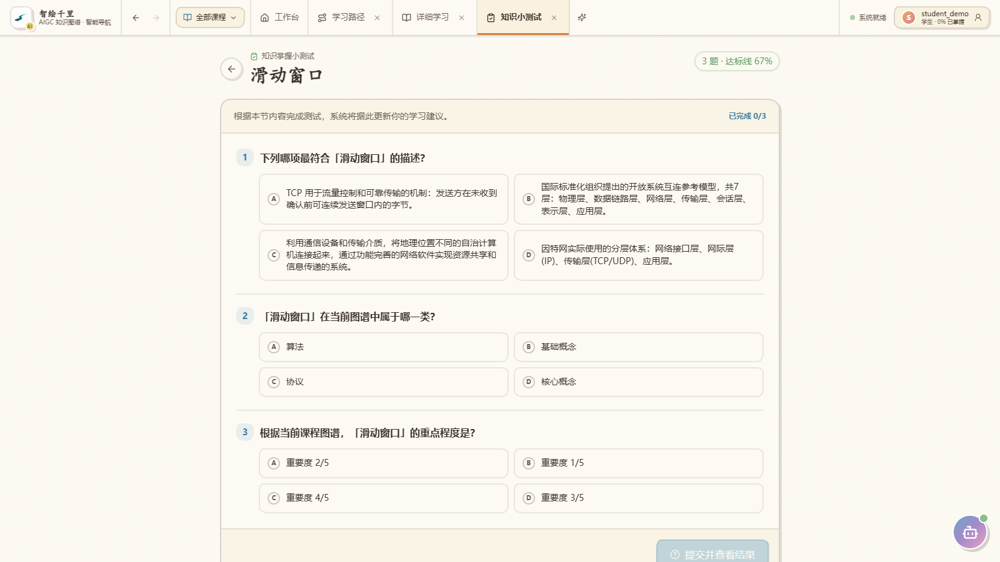 智绘千里
AIGC 知识图谱 · 智能导航
AI
全部课程
工作台
学习路径
详细学习
知识小测试
系统就绪
S
student_demo
学生 · 0% 已掌握
知识掌握小测试
滑动窗口
3 题 · 达标线 67%
根据本节内容完成测试，系统将据此更新你的学习建议。
已完成 0/3
1
下列哪项最符合「滑动窗口」的描述？
A
TCP 用于流量控制和可靠传输的机制：发送方在未收到
确认前可连续发送窗口内的字节。
B
国际标准化组织提出的开放系统互连参考模型，共7
层：物理层、数据链路层、网络层、传输层、会话层、
表示层、应用层。
C
利用通信设备和传输介质，将地理位置不同的自治计算
机连接起来，通过功能完善的网络软件实现资源共享和
信息传递的系统。
D
因特网实际使用的分层体系：网络接口层、网际层
(IP)、传输层(TCP/UDP)、应用层。
2
「滑动窗口」在当前图谱中属于哪一类？
A
算法
B
基础概念
C
协议
D
核心概念
3
根据当前课程图谱，「滑动窗口」的重点程度是？
A
重要度 2/5
B
重要度 1/5
C
重要度 4/5
D
重要度 3/5
提交并查看结果